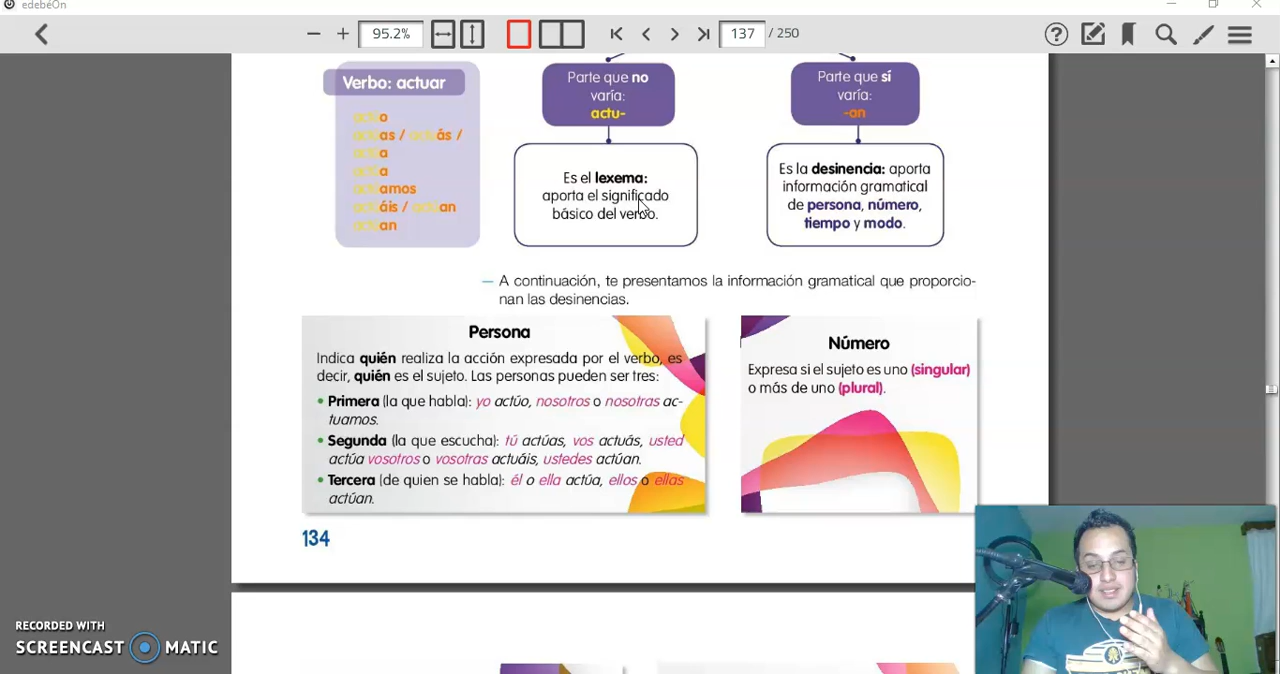 edebéOn
95.2%
137 / 250
Verbo: actuar
actúo
actúas / actuás /
actúa
actúa
actuamos
actuáis / actúan
actúan
Parte que no
varía:
actu-
Es el lexema:
aporta el significado
básico del verbo.
Parte que sí
varía:
-an
Es la desinencia: aporta
información gramatical
de persona, número,
tiempo y modo.
— A continuación, te presentamos la información gramatical que proporcio-
nan las desinencias.
Persona
Indica quién realiza la acción expresada por el verbo, es
decir, quién es el sujeto. Las personas pueden ser tres:
• Primera (la que habla): yo actúo, nosotros o nosotras ac-
tuamos.
• Segunda (la que escucha): tú actúas, vos actuás, usted
actúa vosotros o vosotras actuáis, ustedes actúan.
• Tercera (de quien se habla): él o ella actúa, ellos o ellas
actúan.
Número
Expresa si el sujeto es uno (singular)
o más de uno (plural).
134
RECORDED WITH
SCREENCAST MATIC